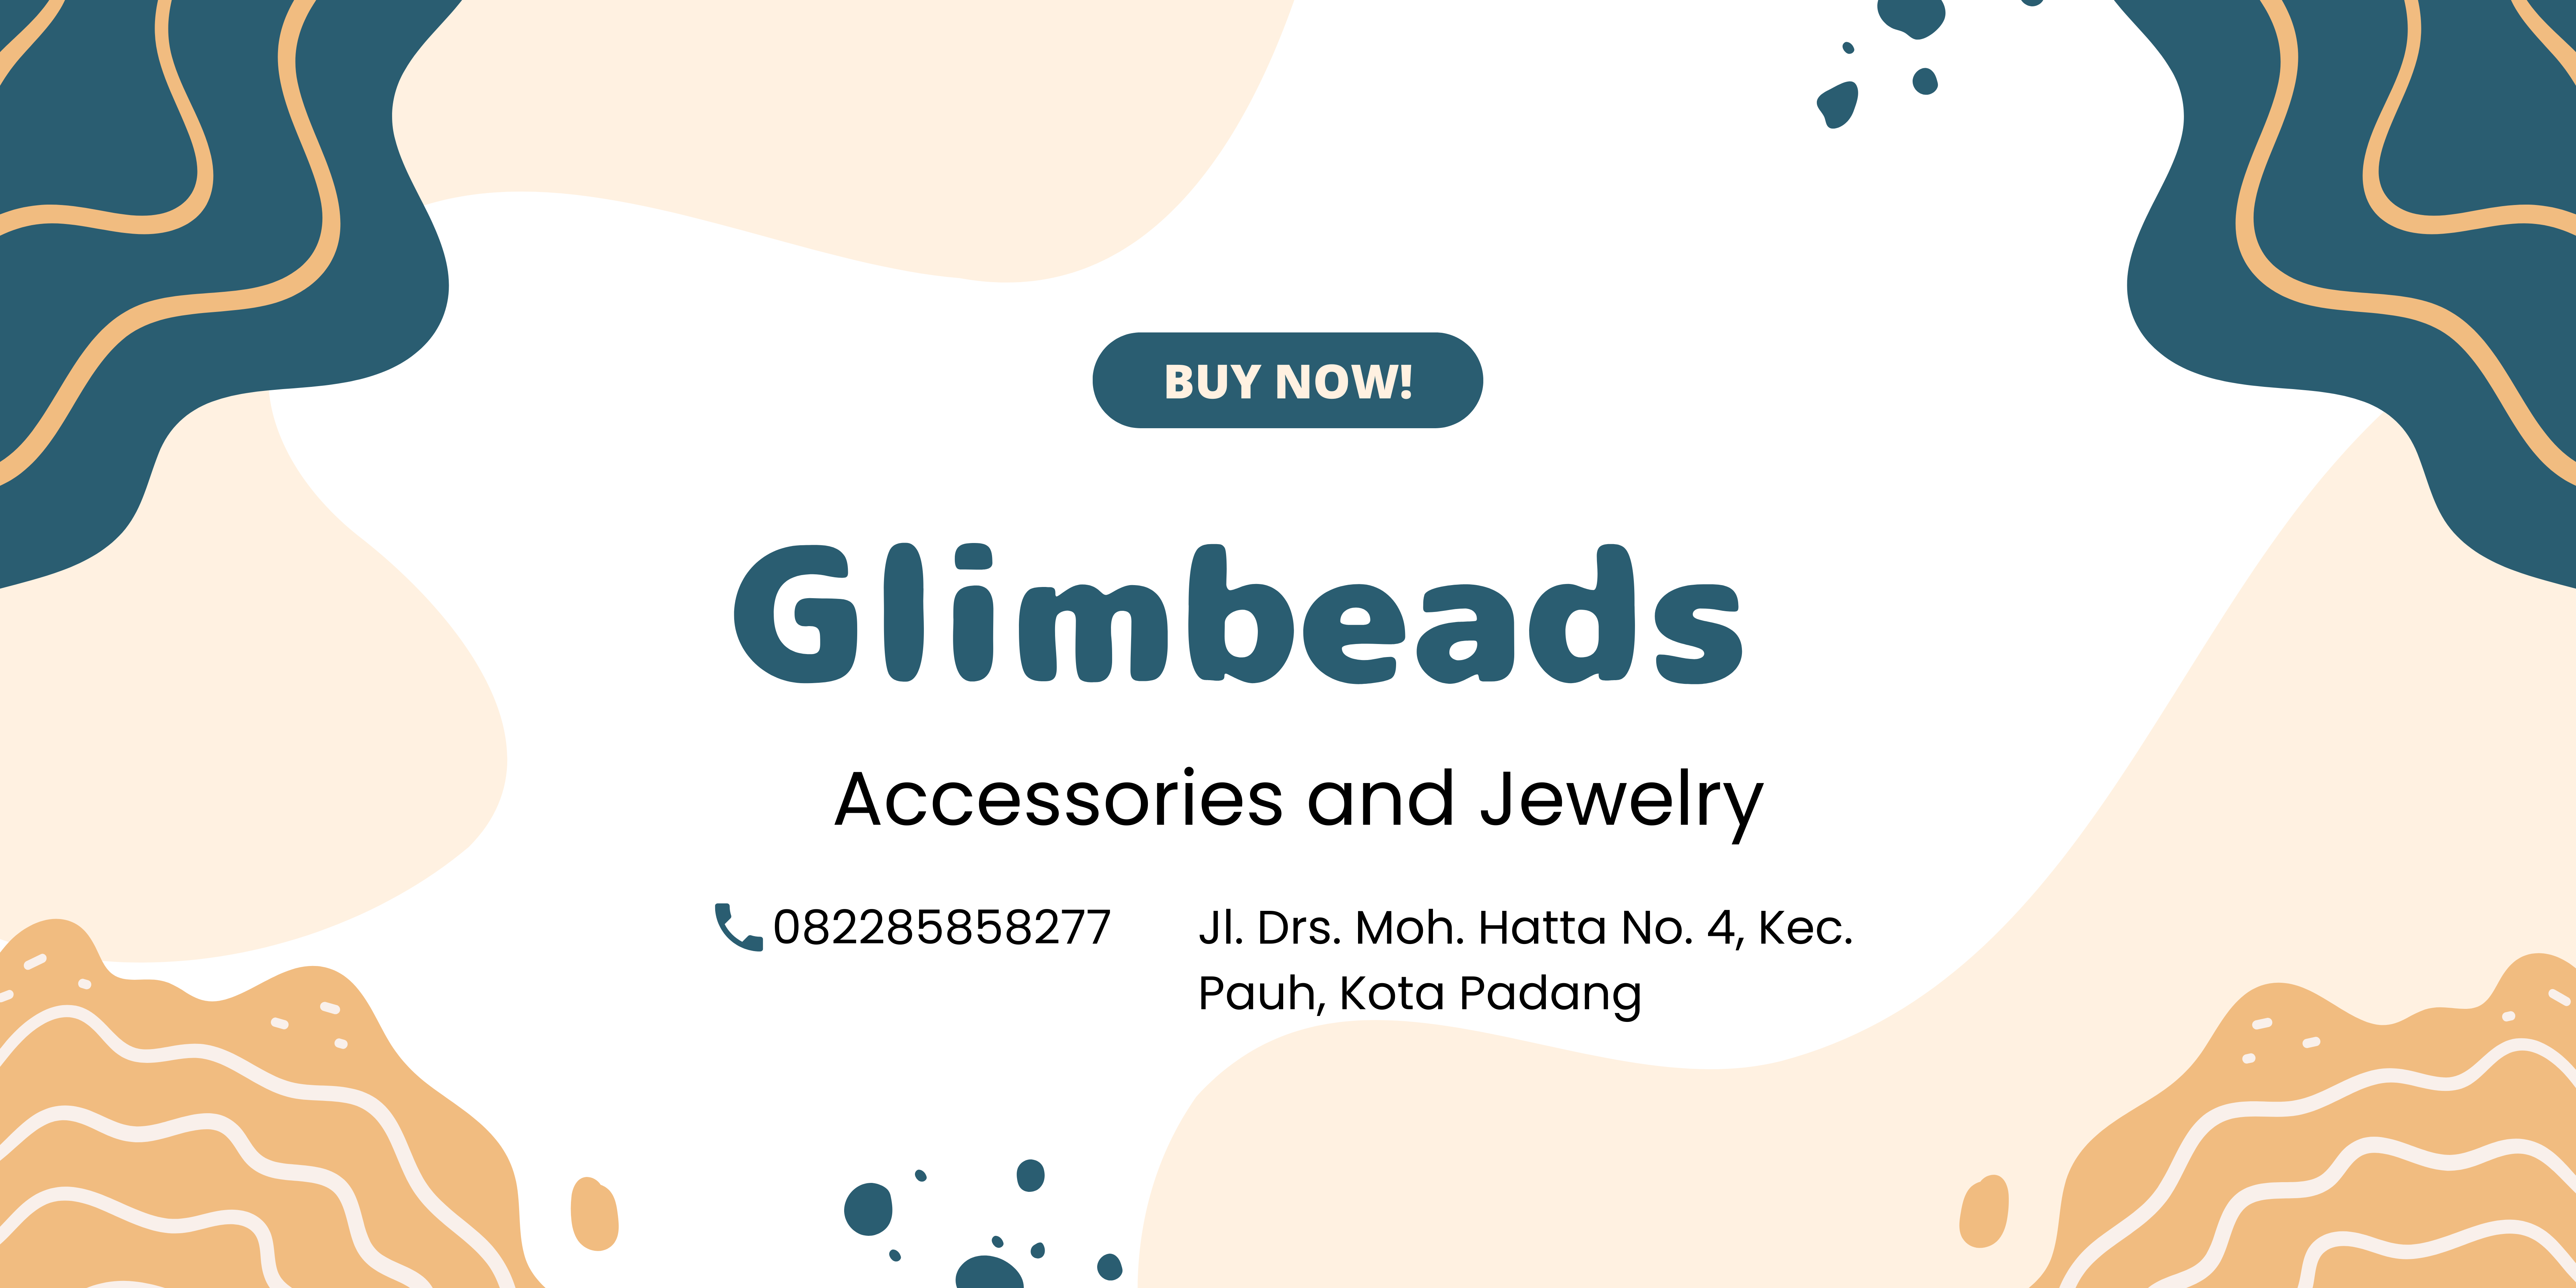 BUY NOW!
Glimbeads
Accessories and Jewelry
082285858277
Jl. Drs. Moh. Hatta No. 4, Kec.
Pauh, Kota Padang